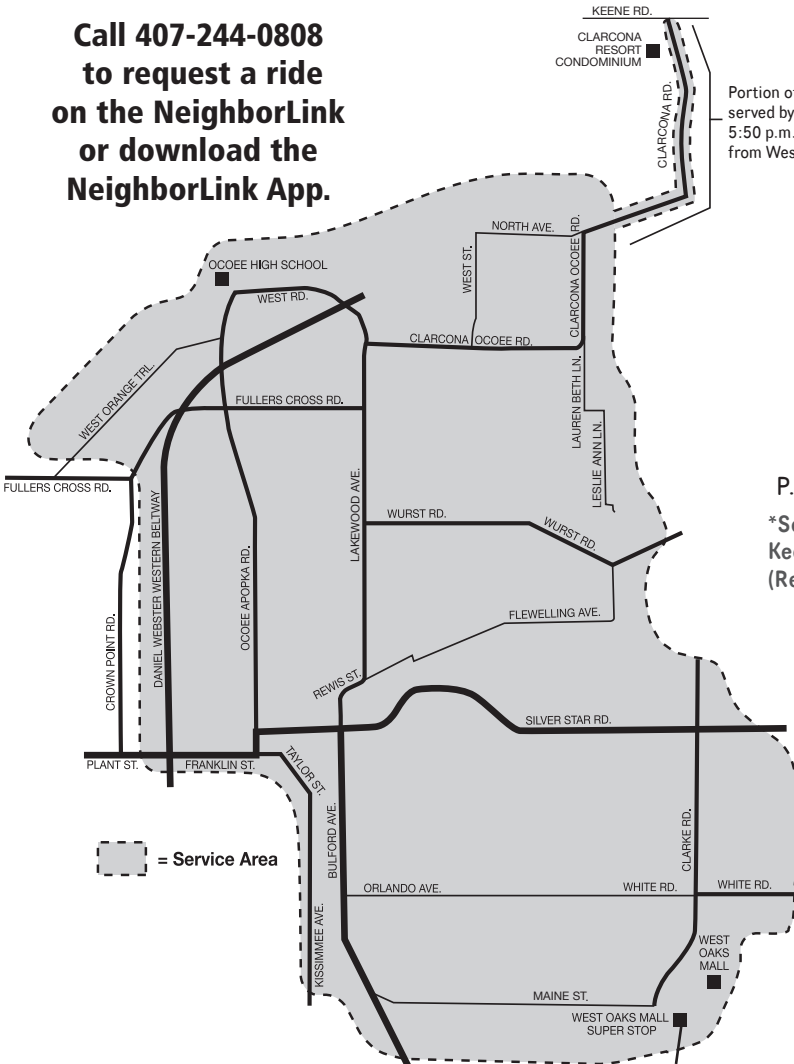 Call 407-244-0808
to request a ride
on the NeighborLink
or download the
NeighborLink App.
KEENE RD.
CLARCONA
RESORT
CONDOMINIUM
CLARCONA RD.
Portion of
served by
5:50 p.m.
from Wes
NORTH AVE.
WEST ST.
CLARCONA OCOEE RD.
OCOEE HIGH SCHOOL
WEST RD.
CLARCONA OCOEE RD.
WEST ORANGE TRL.
FULLERS CROSS RD.
LAUREN BETH LN.
LESLIE ANN LN.
FULLERS CROSS RD.
P.
*Se
Kee
(Re
DANIEL WEBSTER WESTERN BELTWAY
LAKEWOOD AVE.
WURST RD.
WURST RD.
OCOEE APOPKA RD.
CROWN POINT RD.
FLEWELLING AVE.
REWIS ST.
SILVER STAR RD.
PLANT ST.
FRANKLIN ST.
TAYLOR ST.
BULFORD AVE.
CLARKE RD.
= Service Area
ORLANDO AVE.
WHITE RD.
WHITE RD.
KISSIMMEE AVE.
WEST
OAKS
MALL
MAINE ST.
WEST OAKS MALL
SUPER STOP